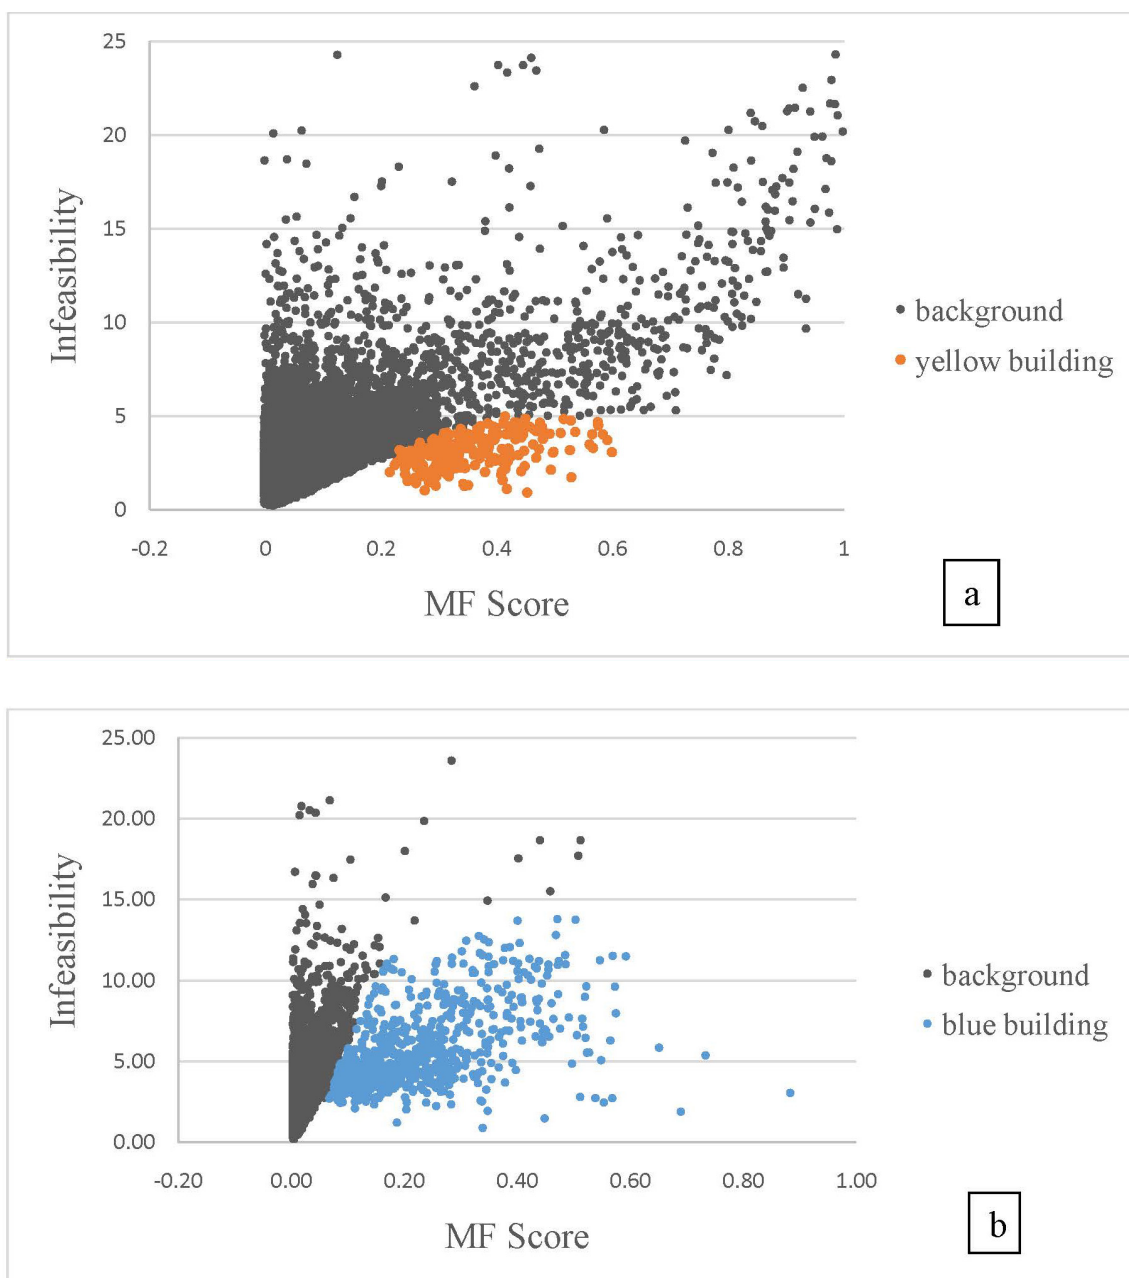 25
20
15
10
5
0
-0.2 0 0.2 0.4 0.6 0.8 1
Infeasibility
MF Score
background
yellow building
a
25.00
20.00
15.00
10.00
5.00
0.00
-0.20 0.00 0.20 0.40 0.60 0.80 1.00
Infeasibility
MF Score
background
blue building
b